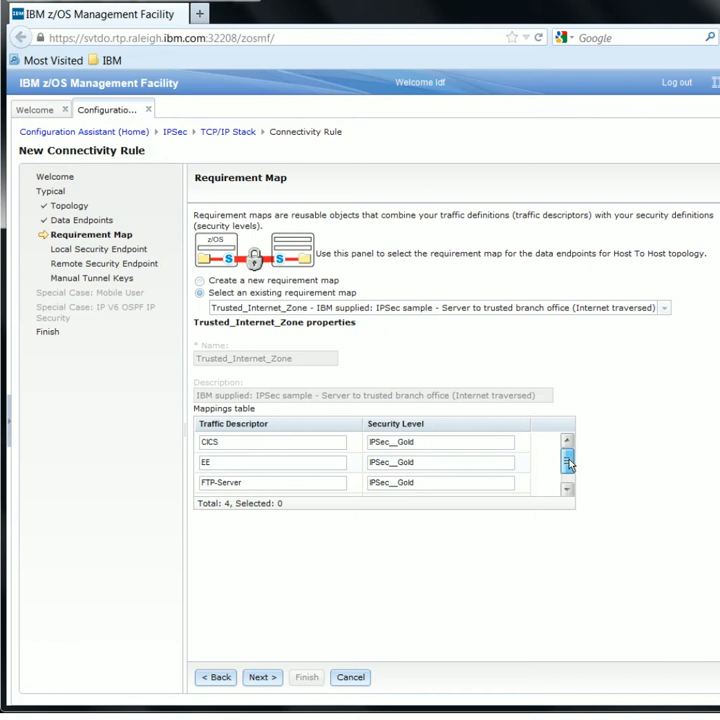 IBM z/OS Management Facility
https://svtdo.rtp.raleigh.ibm.com:32208/zosmf/
Google
Most Visited IBM
IBM z/OS Management Facility Welcome ldf Log out
Welcome Configuratio...
Configuration Assistant (Home) IPSec TCP/IP Stack Connectivity Rule
New Connectivity Rule
Welcome
Typical
Topology
Data Endpoints
Requirement Map
Local Security Endpoint
Remote Security Endpoint
Manual Tunnel Keys
Special Case: Mobile User
Special Case: IP V6 OSPF IP
Security
Finish
Requirement Map
Requirement maps are reusable objects that combine your traffic definitions (traffic descriptors) with your security definitions
(security levels).
z/OS
S S
Use this panel to select the requirement map for the data endpoints for Host To Host topology.
Create a new requirement map
Select an existing requirement map
Trusted_Internet_Zone - IBM supplied: IPSec sample - Server to trusted branch office (Internet traversed)
Trusted_Internet_Zone properties
* Name:
Trusted_Internet_Zone
Description:
IBM supplied: IPSec sample - Server to trusted branch office (Internet traversed)
Mappings table
Traffic Descriptor Security Level
CICS IPSec__Gold
EE IPSec__Gold
FTP-Server IPSec__Gold
Total: 4, Selected: 0
< Back Next > Finish Cancel